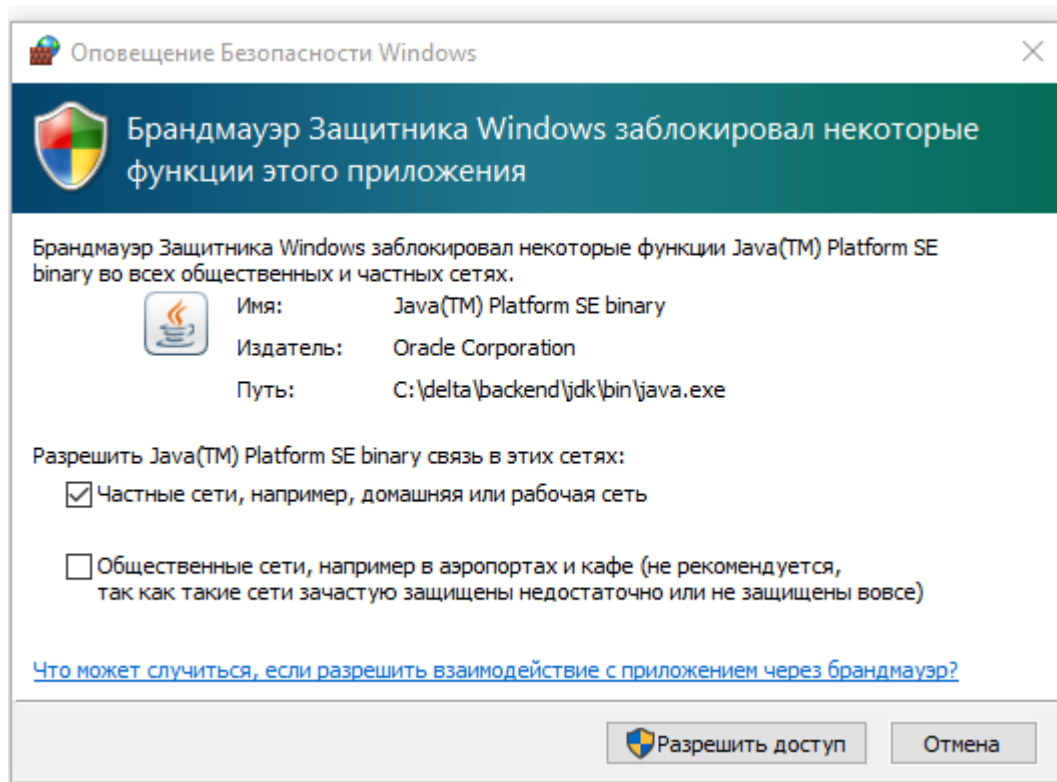 Оповещение Безопасности Windows
Брандмауэр Защитника Windows заблокировал некоторые
функции этого приложения
Брандмауэр Защитника Windows заблокировал некоторые функции Java(TM) Platform SE
binary во всех общественных и частных сетях.
Имя: Java(TM) Platform SE binary
Издатель: Oracle Corporation
Путь: C:\delta\backend\jdk\bin\java.exe
Разрешить Java(TM) Platform SE binary связь в этих сетях:
Частные сети, например, домашняя или рабочая сеть
Общественные сети, например в аэропортах и кафе (не рекомендуется,
так как такие сети зачастую защищены недостаточно или не защищены вовсе)
Что может случиться, если разрешить взаимодействие с приложением через брандмауэр?
Разрешить доступ Отмена